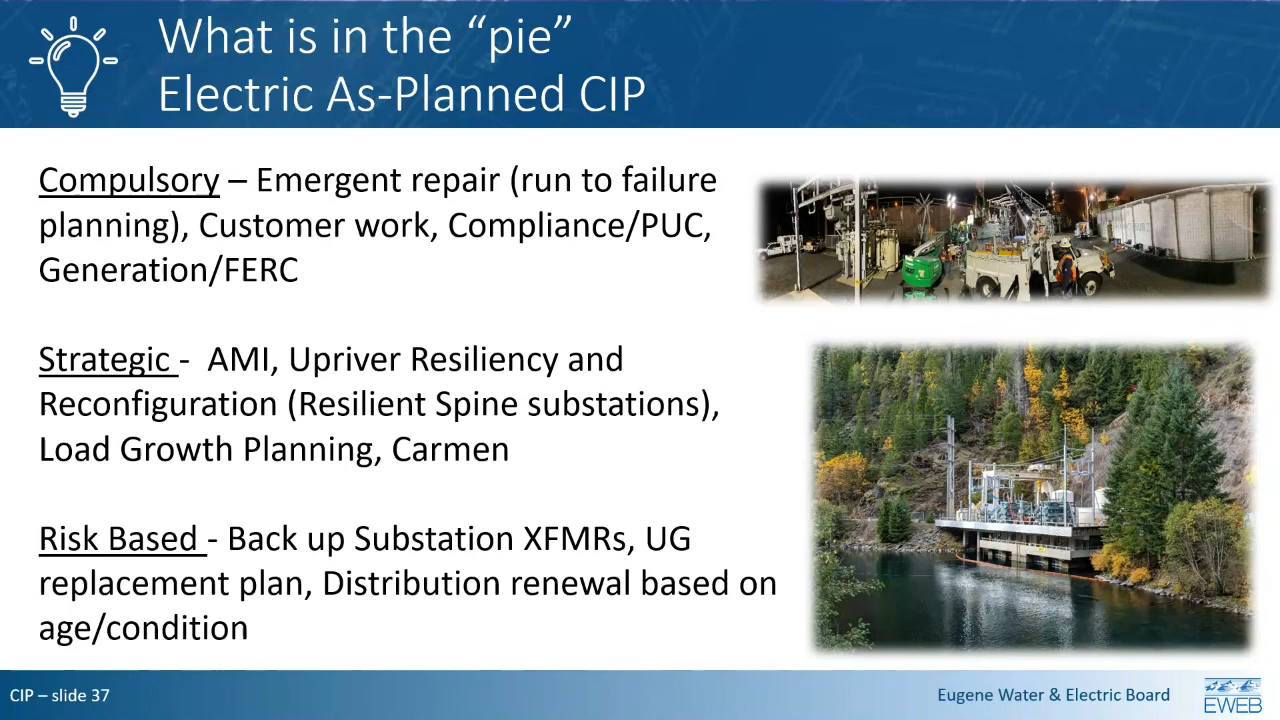 What is in the “pie”
Electric As-Planned CIP
Compulsory – Emergent repair (run to failure
planning), Customer work, Compliance/PUC,
Generation/FERC
Strategic -  AMI, Upriver Resiliency and
Reconfiguration (Resilient Spine substations),
Load Growth Planning, Carmen
Risk Based - Back up Substation XFMRs, UG
replacement plan, Distribution renewal based on
age/condition
CIP – slide 37
Eugene Water & Electric Board
EWEB